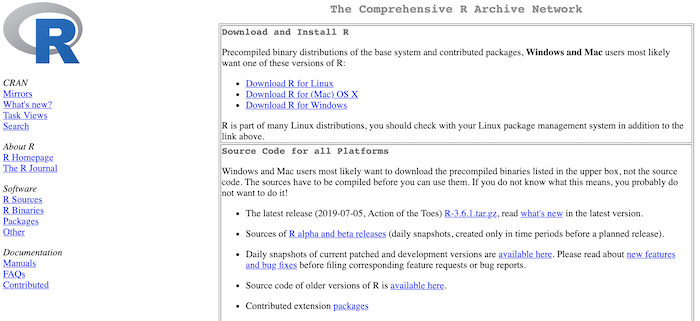 The Comprehensive R Archive Network
R
CRAN
Mirrors
What's new?
Task Views
Search
About R
R Homepage
The R Journal
Software
R Sources
R Binaries
Packages
Other
Documentation
Manuals
FAQs
Contributed
Download and Install R
Precompiled binary distributions of the base system and contributed packages, Windows and Mac users most likely
want one of these versions of R:
• Download R for Linux
• Download R for (Mac) OS X
• Download R for Windows
R is part of many Linux distributions, you should check with your Linux package management system in addition to the
link above.
Source Code for all Platforms
Windows and Mac users most likely want to download the precompiled binaries listed in the upper box, not the source
code. The sources have to be compiled before you can use them. If you do not know what this means, you probably do
not want to do it!
• The latest release (2019-07-05, Action of the Toes) R-3.6.1.tar.gz, read what's new in the latest version.
• Sources of R alpha and beta releases (daily snapshots, created only in time periods before a planned release).
• Daily snapshots of current patched and development versions are available here. Please read about new features
and bug fixes before filing corresponding feature requests or bug reports.
• Source code of older versions of R is available here.
• Contributed extension packages